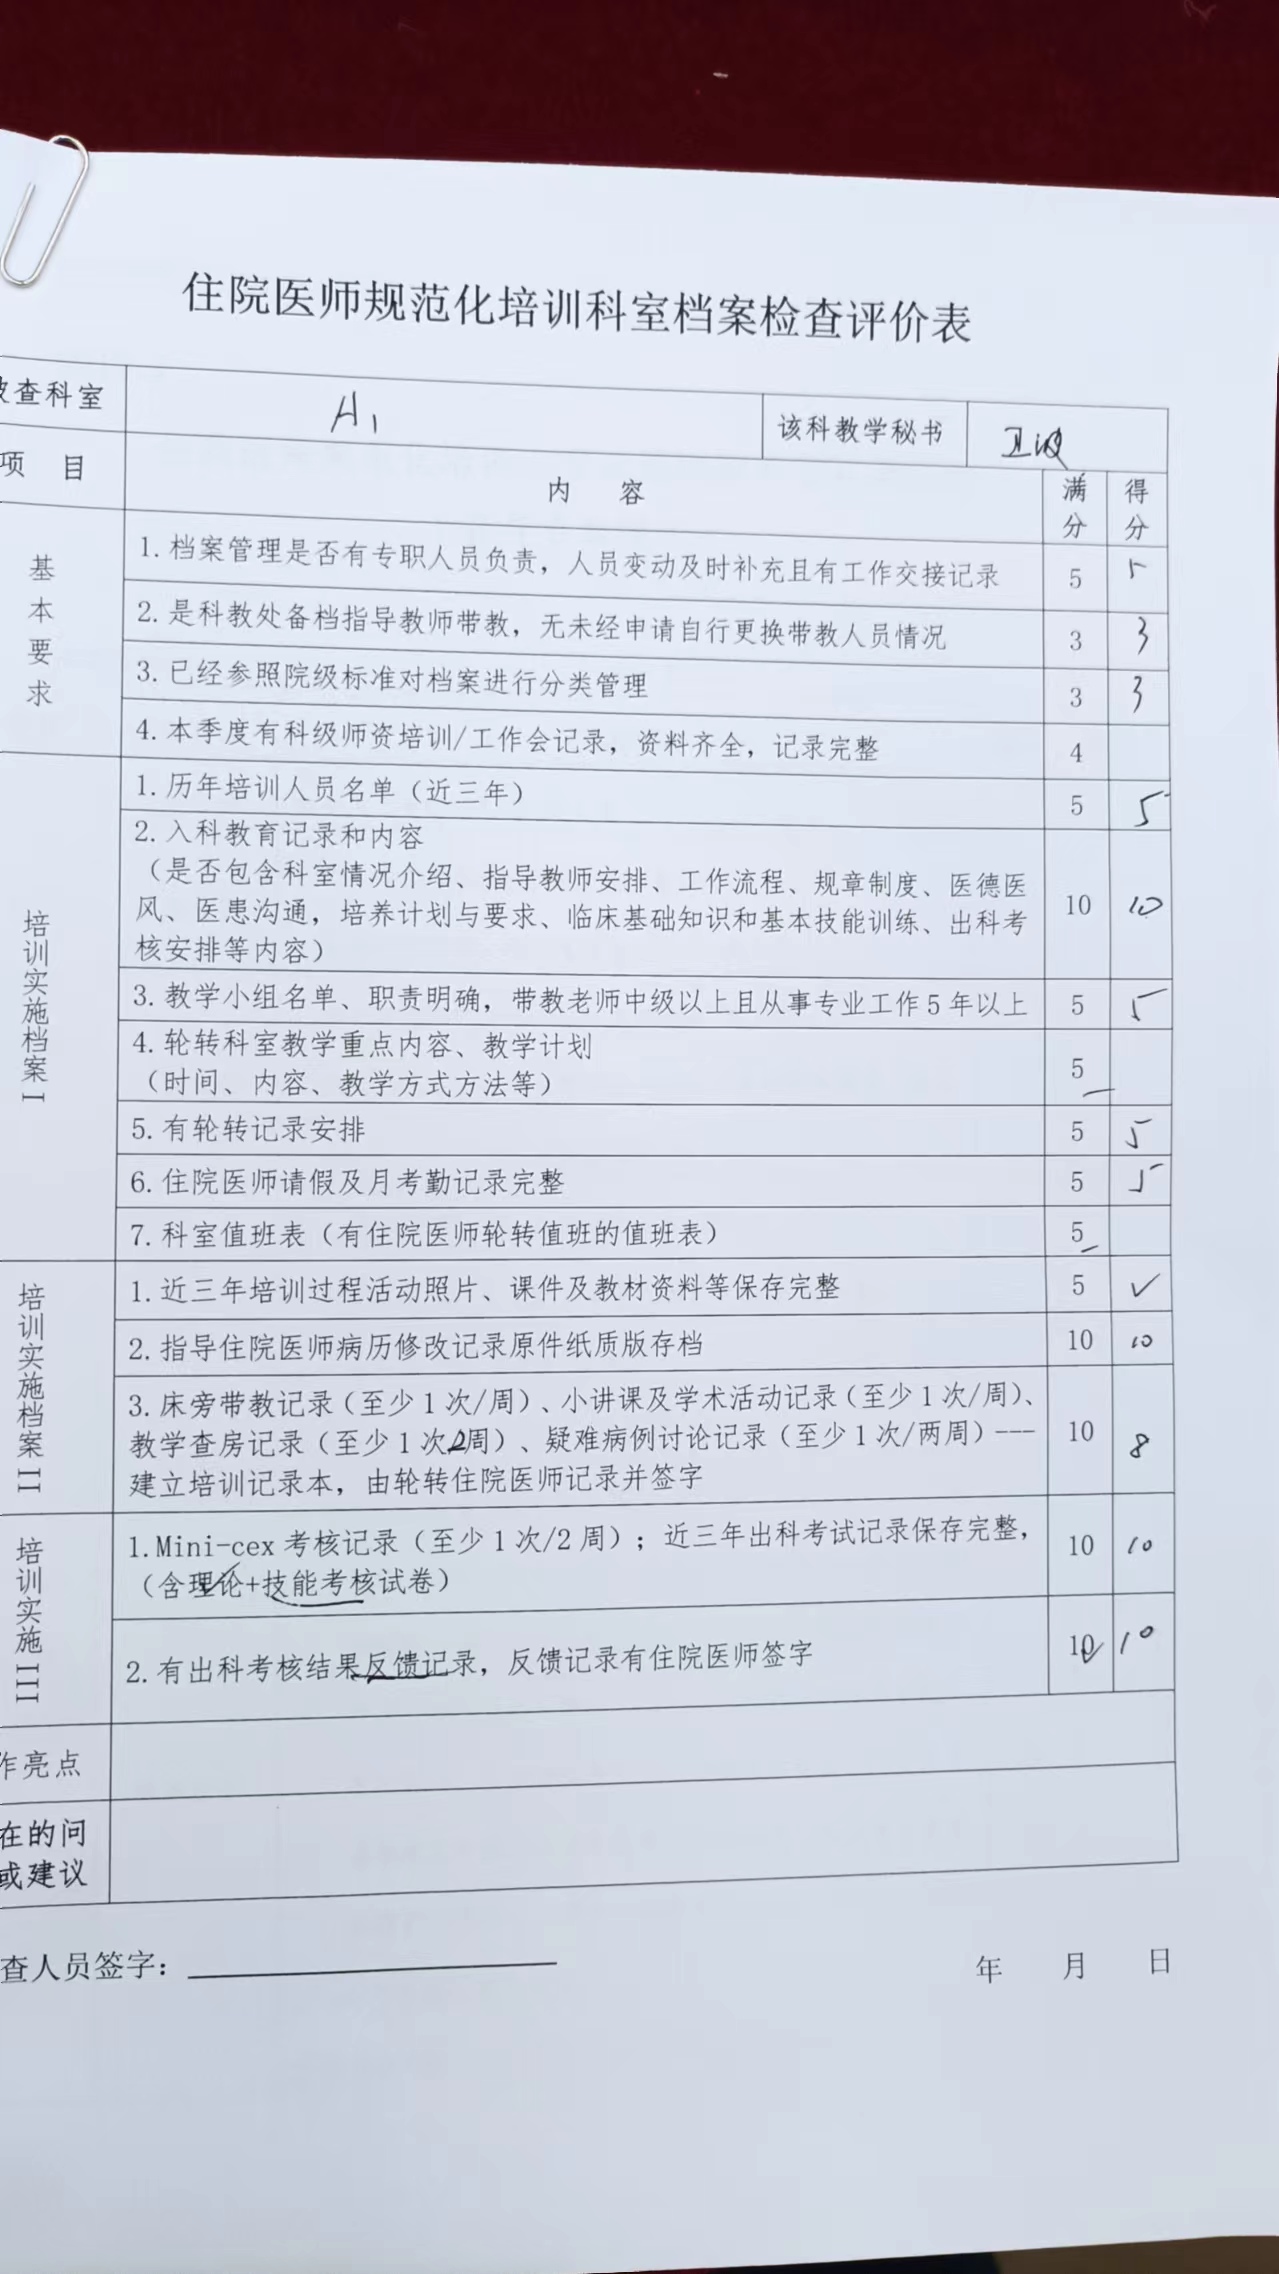 住院医师规范化培训科室档案检查评价表
查科室 H1 该科教学秘书
项 目 内 容 满分 得分
基本要求
1.档案管理是否有专职人员负责，人员变动及时补充且有工作交接记录 5 5
2.是科教处备档指导教师带教，无未经申请自行更换带教人员情况 3 3
3.已经参照院级标准对档案进行分类管理 3 3
4.本季度有科级师资培训/工作会记录，资料齐全，记录完整 4
培训实施档案I
1.历年培训人员名单（近三年） 5 5
2.入科教育记录和内容
（是否包含科室情况介绍、指导教师安排、工作流程、规章制度、医德医
风、医患沟通，培养计划与要求、临床基础知识和基本技能训练、出科考 10 10
核安排等内容）
3.教学小组名单、职责明确，带教老师中级以上且从事专业工作5年以上 5 5
4.轮转科室教学重点内容、教学计划
（时间、内容、教学方式方法等） 5
5.有轮转记录安排 5 5
6.住院医师请假及月考勤记录完整 5 5
7.科室值班表（有住院医师轮转值班的值班表） 5
培训实施档案II
1.近三年培训过程活动照片、课件及教材资料等保存完整 5 ✓
2.指导住院医师病历修改记录原件纸质版存档 10 10
3.床旁带教记录（至少1次/周）、小讲课及学术活动记录（至少1次/周）、
教学查房记录（至少1次2周）、疑难病例讨论记录（至少1次/两周）--- 10 8
建立培训记录本，由轮转住院医师记录并签字
培训实施III
1.Mini-cex考核记录（至少1次/2周）；近三年出科考试记录保存完整， 10 10
（含理论+技能考核试卷）
2.有出科考核结果反馈记录，反馈记录有住院医师签字 10 10
作亮点
在的问
或建议
查人员签字： 年 月 日